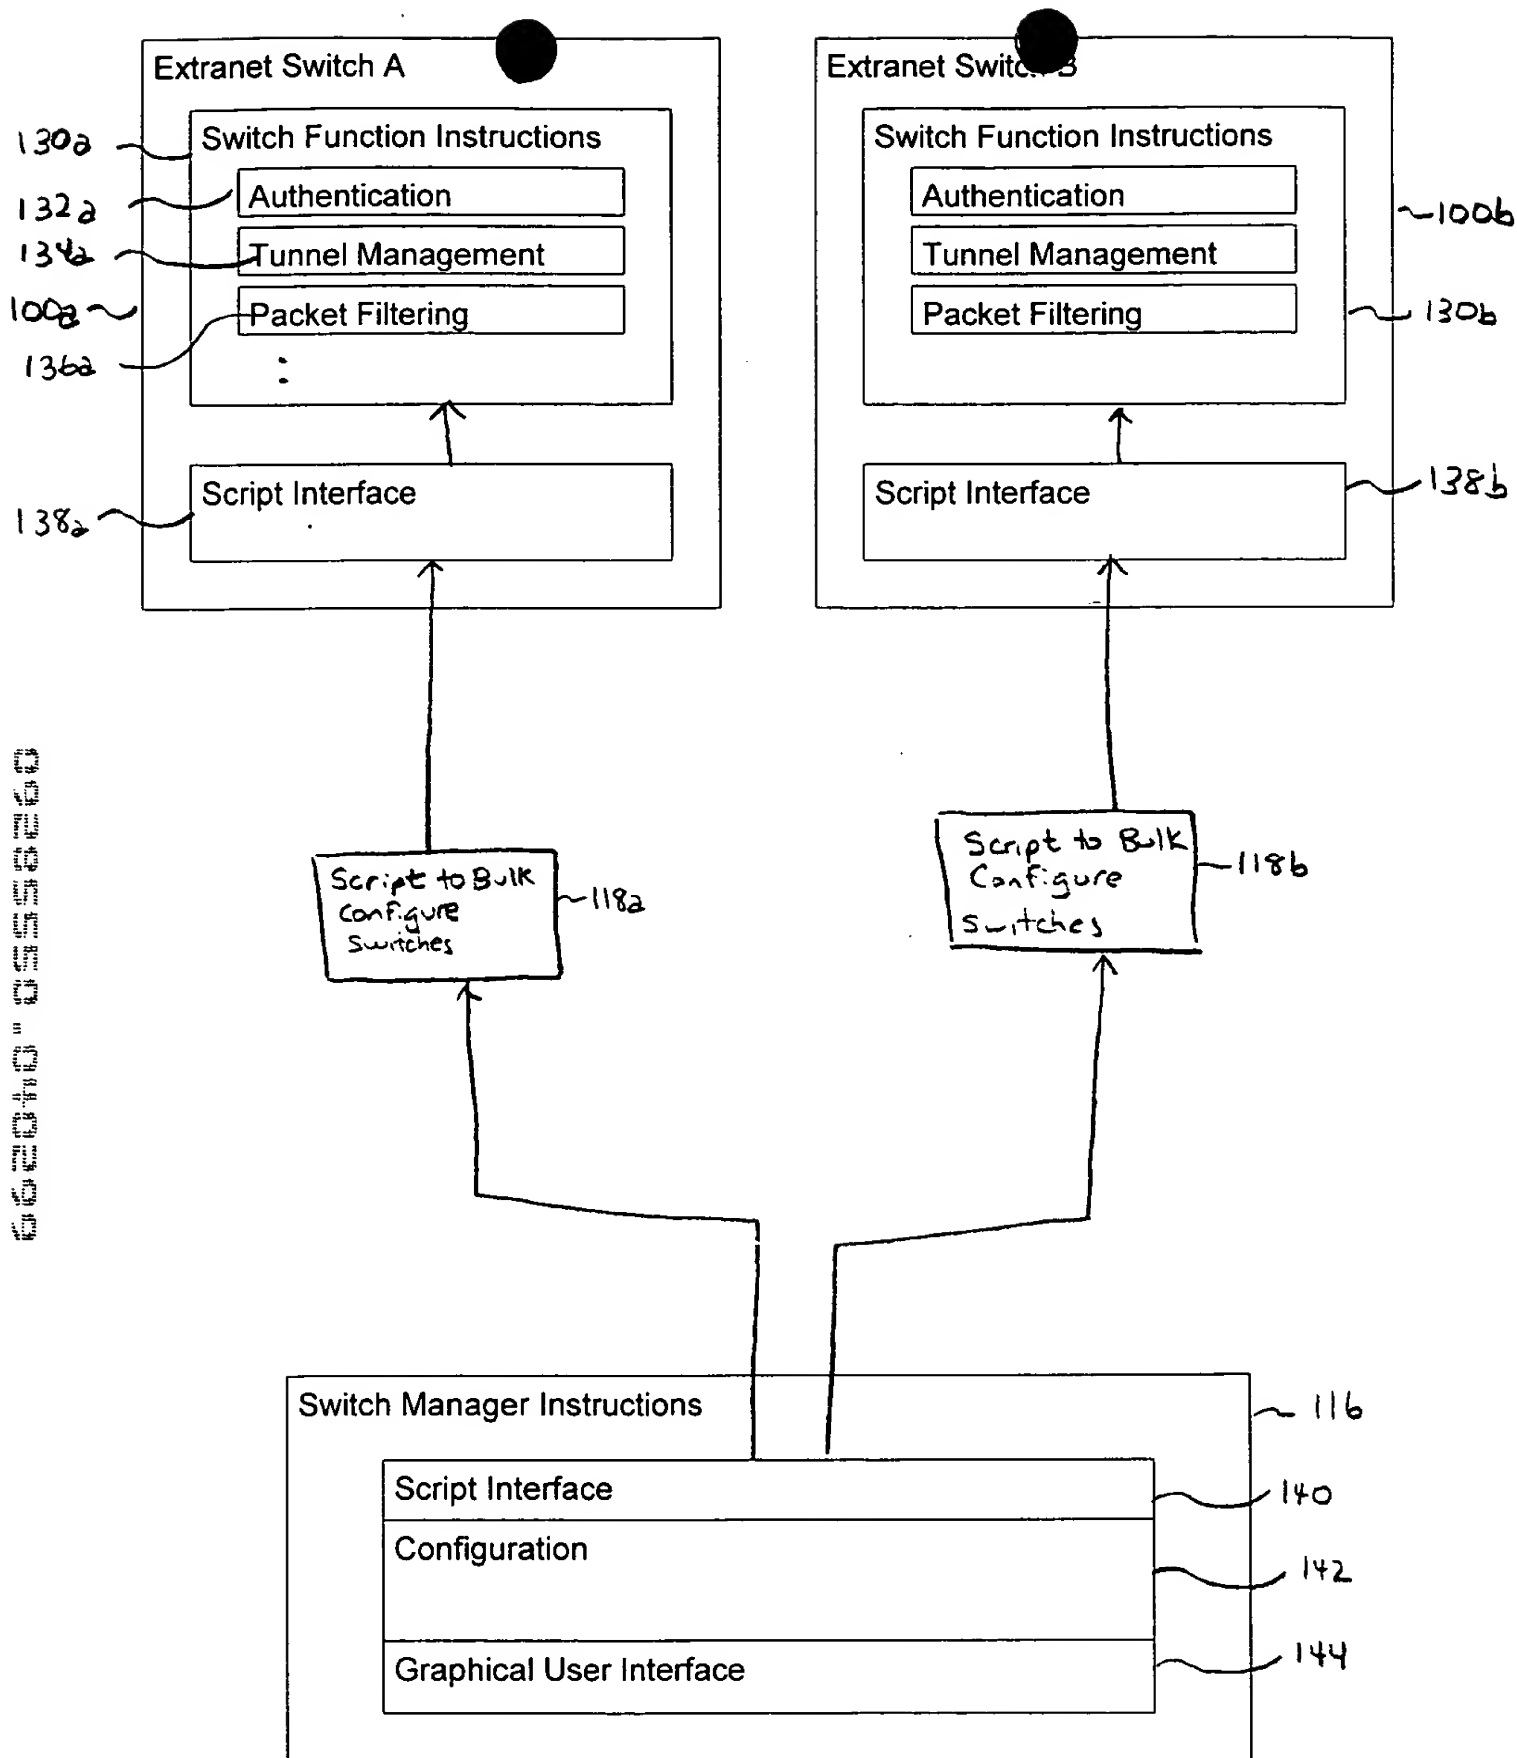 Extranet Switch A
130a
Switch Function Instructions
132a
Authentication
134a
Tunnel Management
100a
Packet Filtering
136a
138a
Script Interface
Extranet Switch B
Switch Function Instructions
Authentication
100b
Tunnel Management
Packet Filtering
130b
Script Interface
138b
Script to Bulk
Configure
Switches
118a
Script to Bulk
Configure
Switches
118b
Switch Manager Instructions
116
Script Interface
140
Configuration
142
Graphical User Interface
144